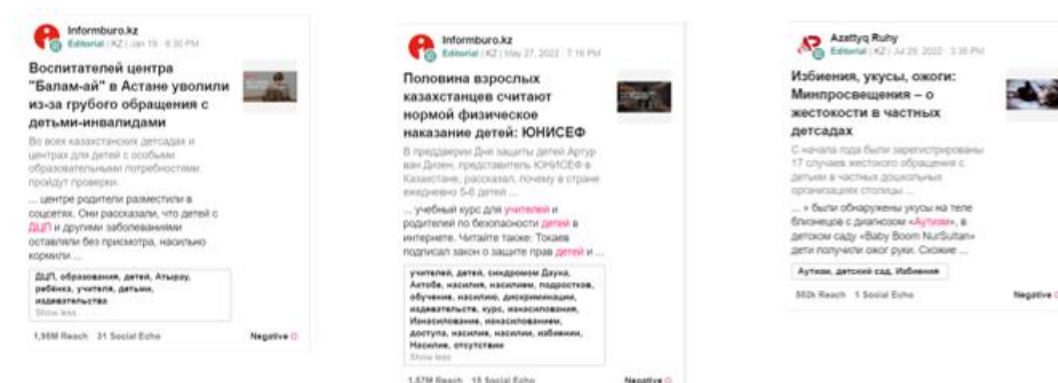 Informburo.kz
Editorial | KZ | Jan 19 · 6:30 PM
Воспитателей центра
"Балам-ай" в Астане уволили
из-за грубого обращения с
детьми-инвалидами
Во всех казахстанских детсадах и
центрах для детей с особыми
образовательными потребностями
пройдут проверки.
... центре родители разместили в
соцсетях. Они рассказали, что детей с
ДЦП и другими заболеваниями
оставляли без присмотра, насильно
кормили ...
ДЦП, образования, детей, Атырау,
ребёнка, учителя, детьми,
издевательства
Show less
1,98M Reach 31 Social Echo
Negative
Informburo.kz
Editorial | KZ | May 27, 2022 · 7:16 PM
Половина взрослых
казахстанцев считают
нормой физическое
наказание детей: ЮНИСЕФ
В преддверии Дня защиты детей Артур
ван Дизен, представитель ЮНИСЕФ в
Казахстане, рассказал, почему в стране
ежедневно 5-6 детей ...
... учебный курс для учителей и
родителей по безопасности детей в
интернете. Читайте также: Токаев
подписал закон о защите прав детей и ...
учителей, детей, синдромом Дауна,
Актобе, насилия, насилием, подростков,
обучение, насилию, дискриминации,
издевательств, курс, изнасилования,
Изнасилование, изнасилованием,
доступа, насилие, насилии, избиении,
Насилие, отсутствии
Show less
1,57M Reach 15 Social Echo
Negative
Azattyq Ruhy
Editorial | KZ | Jul 29, 2022 · 3:35 PM
Избиения, укусы, ожоги:
Минпросвещения – о
жестокости в частных
детсадах
С начала года были зарегистрированы
17 случаев жестокого обращения с
детьми в частных дошкольных
организациях столицы ...
... » были обнаружены укусы на теле
близнецов с диагнозом «Аутизм», в
детском саду «Baby Boom NurSultan»
дети получили ожог руки. Схожие ...
Аутизм, детский сад, Избиения
552k Reach 1 Social Echo
Negative